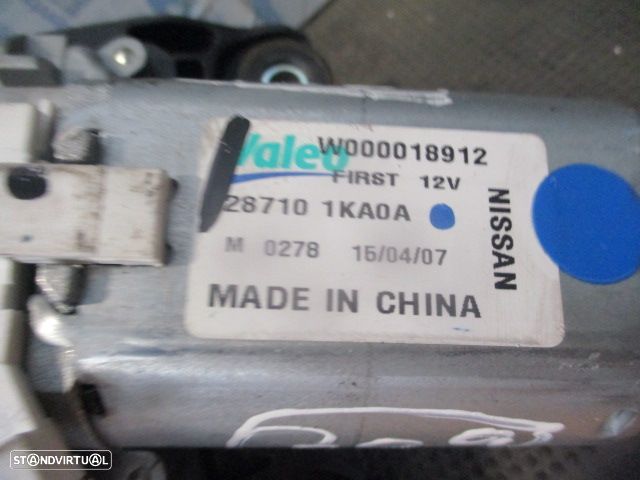 Valeo W000018912
FIRST 12V
28710 1KA0A
M 0278 15/04/07
MADE IN CHINA
NISSAN
STANDVIRTUAL